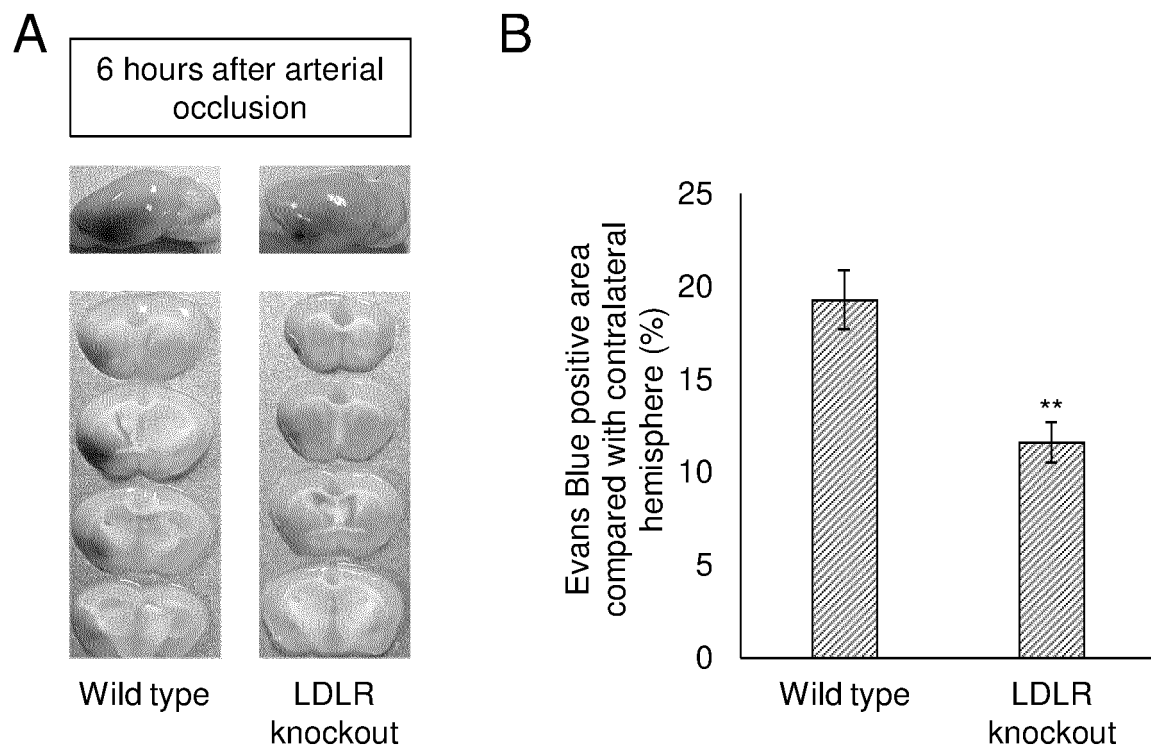 A
6 hours after arterial
occlusion
Wild type
LDLR
knockout
B
Evans Blue positive area
compared with contralateral
hemisphere (%)
25
20
15
10
5
0
**
Wild type
LDLR
knockout